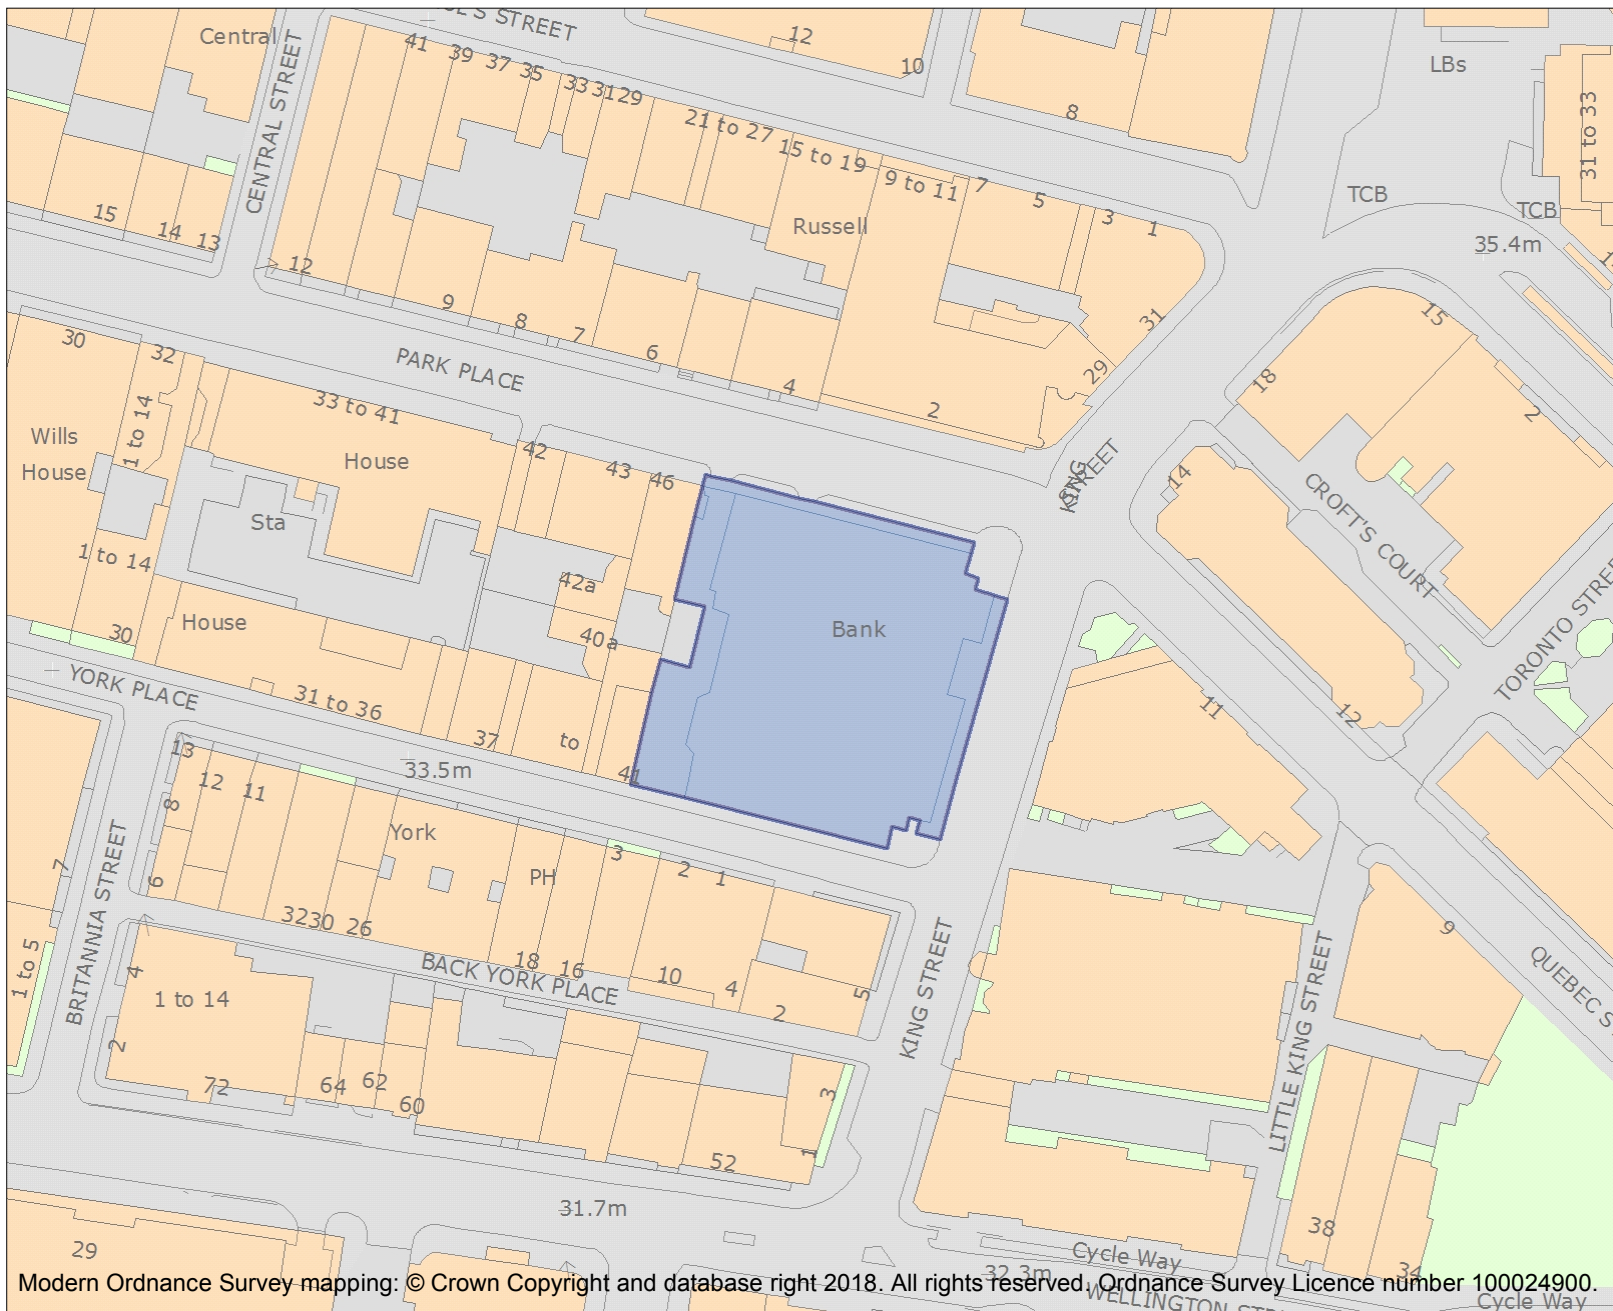 Central
CENTRAL STREET
'S STREET
41
39
37
35
33
31
29
21 to 27
15 to 19
9 to 11
7
5
3
1
12
10
8
LBs
31 to 33
TCB
TCB
35.4m
15
14
13
12
9
8
7
6
4
2
Russell
31
29
15
18
2
PARK PLACE
30
32
1 to 14
33 to 41
Wills
House
House
42
43
46
KING
STREET
14
CROFT'S COURT
Sta
1 to 14
42a
40a
Bank
House
30
TORONTO STREE
YORK PLACE
31 to 36
37
to
41
33.5m
11
12
13
12
11
8
York
3
2
1
PH
7
6
BRITANNIA STREET
32
30
26
18
16
10
4
2
5
BACK YORK PLACE
KING STREET
9
QUEBEC S
LITTLE KING STREET
1 to 5
4
1 to 14
2
72
64
62
60
3
1
52
31.7m
38
34
29
Cycle Way
32.3m
WELLINGTON STR
Cycle Way
Modern Ordnance Survey mapping: © Crown Copyright and database right 2018. All rights reserved. Ordnance Survey Licence number 100024900.